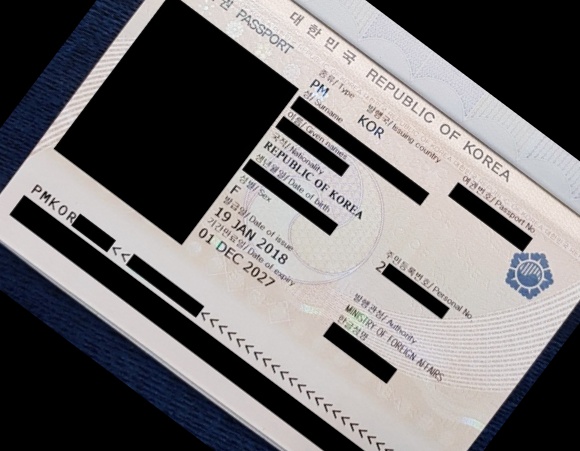 권 PASSPORT
대 한 민 국 REPUBLIC OF KOREA
종류/ Type 발행국/ Issuing country 여권번호/ Passport No
PM KOR
성/ Surname
이름/ Given names
국적/ Nationality
REPUBLIC OF KOREA
생년월일/ Date of birth 주민등록번호/ Personal No
2
성별/ Sex
F
발급일/ Date of issue 발행관청/ Authority
19 JAN 2018 MINISTRY OF FOREIGN AFFAIRS
기간만료일/ Date of expiry 한글성명
01 DEC 2027
PMKOR <<